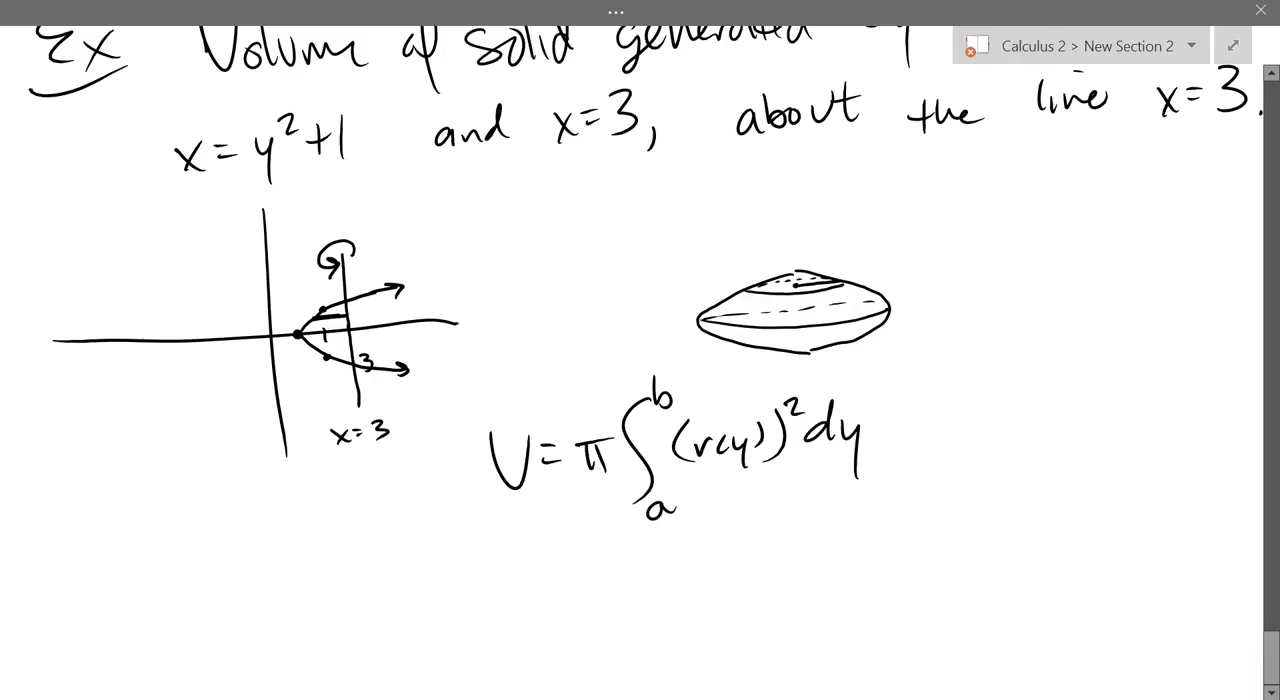 ...
Calculus 2 > New Section 2
Ex Volume of solid generated
x=y²+1 and x=3, about the line x=3.
1
3
x=3
V=π∫_a^b (r(y))² dy